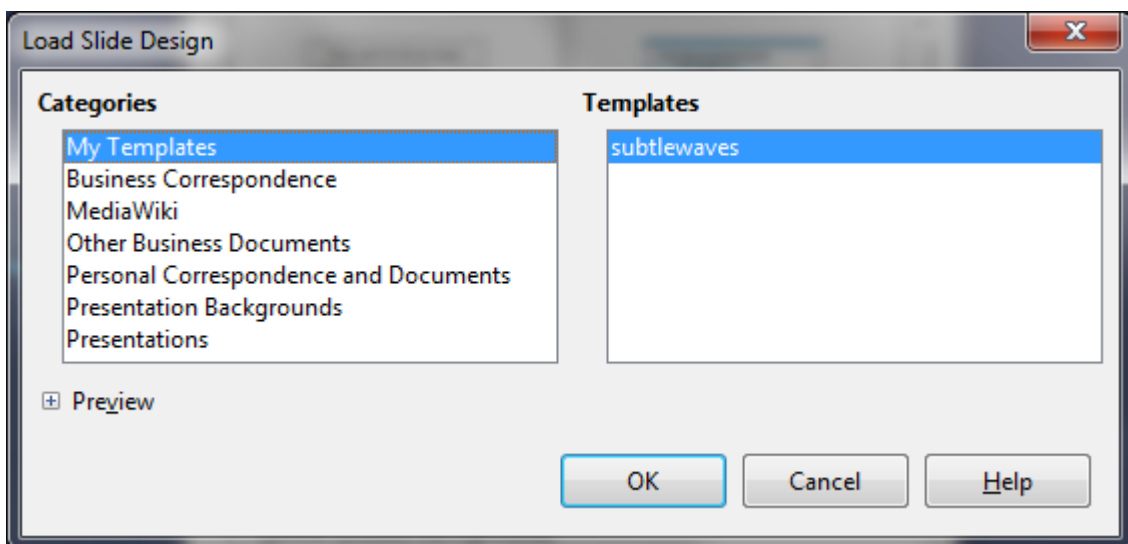 Load Slide Design
Categories
My Templates
Business Correspondence
MediaWiki
Other Business Documents
Personal Correspondence and Documents
Presentation Backgrounds
Presentations
Templates
subtlewaves
Preview
OK
Cancel
Help